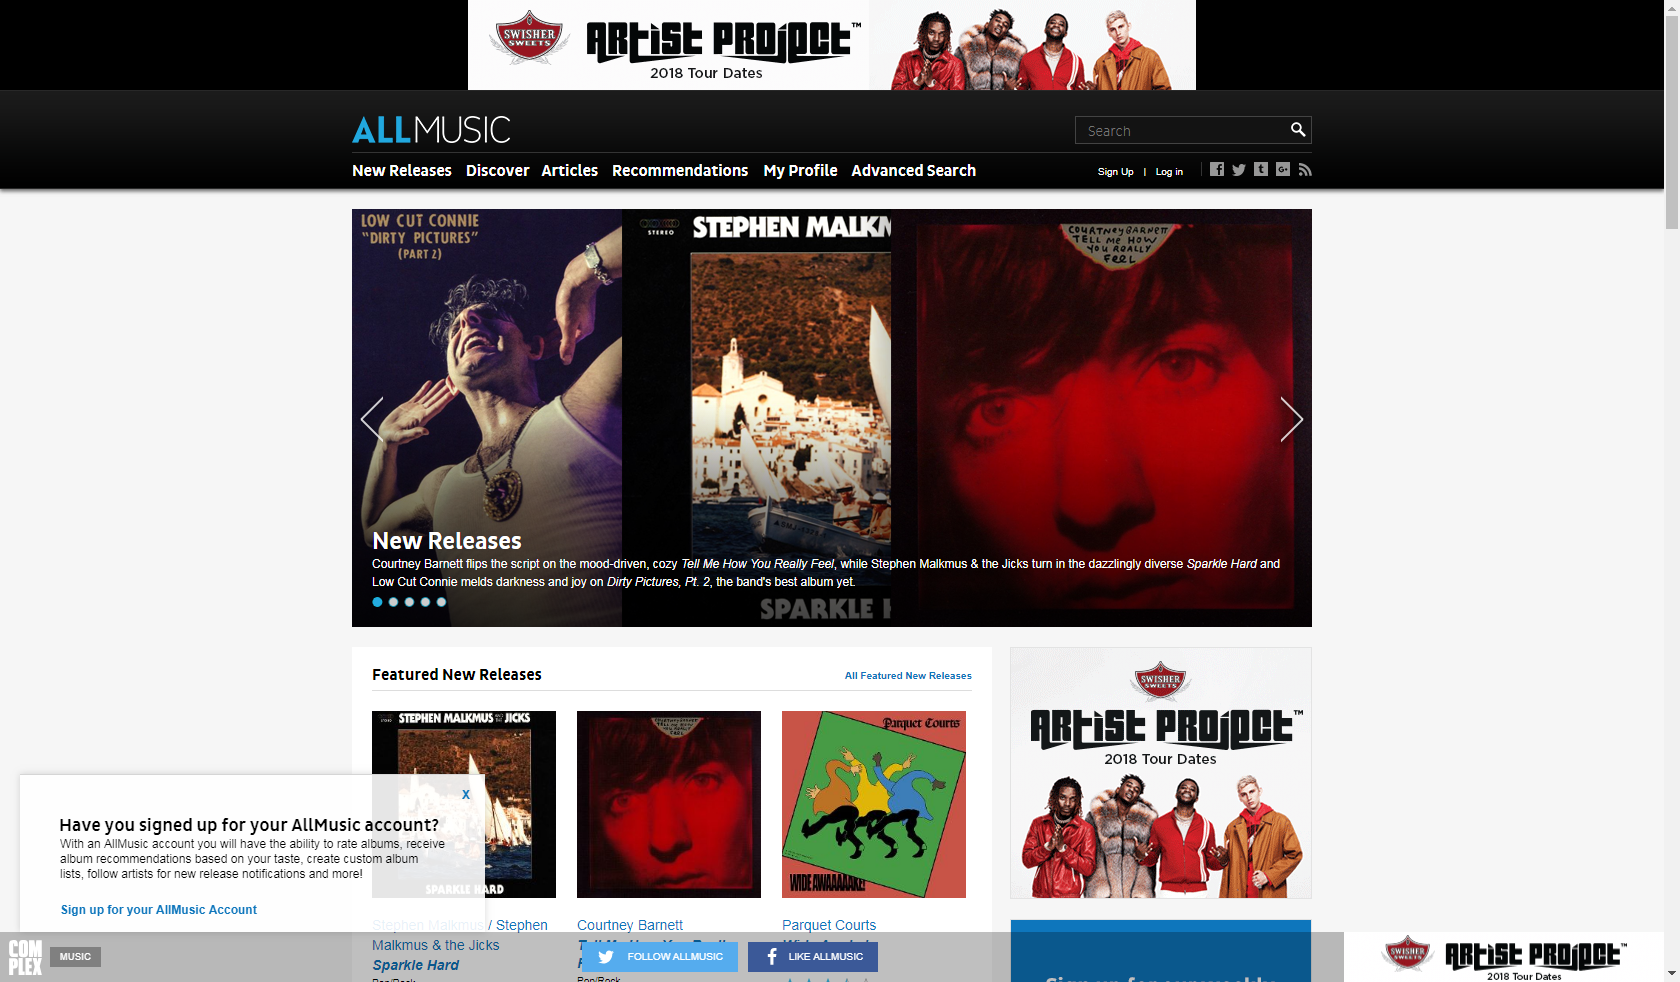 SWISHER
SWEETS
ARTIST PROJECT™
2018 Tour Dates
ALLMUSIC
Search
New Releases Discover Articles Recommendations My Profile Advanced Search
Sign Up | Log in
LOW CUT CONNIE
"DIRTY PICTURES"
(PART 2)
STEREO
STEPHEN MALKM
COURTNEY BARNETT
TELL ME HOW
YOU REALLY
FEEL
New Releases
Courtney Barnett flips the script on the mood-driven, cozy Tell Me How You Really Feel, while Stephen Malkmus & the Jicks turn in the dazzlingly diverse Sparkle Hard and
Low Cut Connie melds darkness and joy on Dirty Pictures, Pt. 2, the band's best album yet.
SPARKLE H
Featured New Releases
All Featured New Releases
STEPHEN MALKMUS AND THE JICKS
SPARKLE HARD
Parquet Courts
WIDE AWAAAAAKE!
SWISHER
SWEETS
ARTIST PROJECT™
2018 Tour Dates
X
Have you signed up for your AllMusic account?
With an AllMusic account you will have the ability to rate albums, receive
album recommendations based on your taste, create custom album
lists, follow artists for new release notifications and more!
Sign up for your AllMusic Account
Stephen Malkmus / Stephen
Malkmus & the Jicks
Sparkle Hard
Courtney Barnett
Parquet Courts
COM
PLEX
MUSIC
FOLLOW ALLMUSIC
LIKE ALLMUSIC
SWISHER
SWEETS
ARTIST PROJECT™
2018 Tour Dates